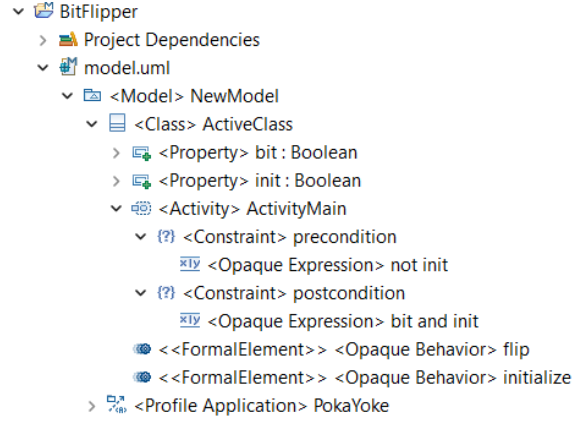 BitFlipper
Project Dependencies
model.uml
<Model> NewModel
<Class> ActiveClass
<Property> bit : Boolean
<Property> init : Boolean
<Activity> ActivityMain
<Constraint> precondition
<Opaque Expression> not init
<Constraint> postcondition
<Opaque Expression> bit and init
<<FormalElement>> <Opaque Behavior> flip
<<FormalElement>> <Opaque Behavior> initialize
<Profile Application> PokaYoke